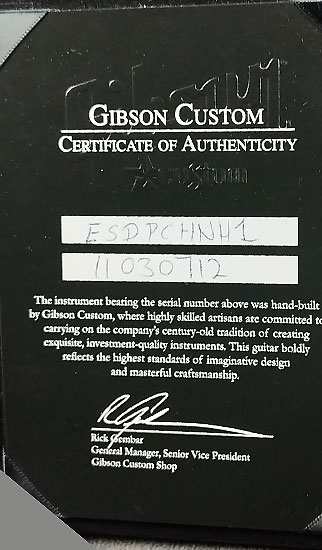 Gibson
GIBSON CUSTOM
CERTIFICATE OF AUTHENTICITY
custom
ESDPCHNH1
11030712
The instrument bearing the serial number above was hand-built
by Gibson Custom, where highly skilled artisans are committed to
carrying on the company's century-old tradition of creating
exquisite, investment-quality instruments. This guitar boldly
reflects the highest standards of imaginative design
and masterful craftsmanship.
Rick Gembar
General Manager, Senior Vice President
Gibson Custom Shop